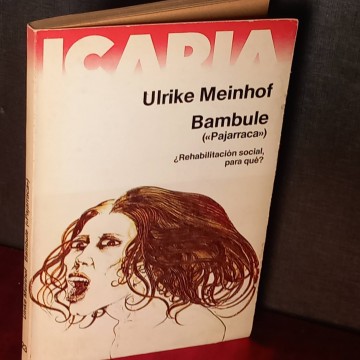 ICARIA
Ulrike Meinhof
Bambule
(«Pajarraca»)
¿Rehabilitación social,
para qué?